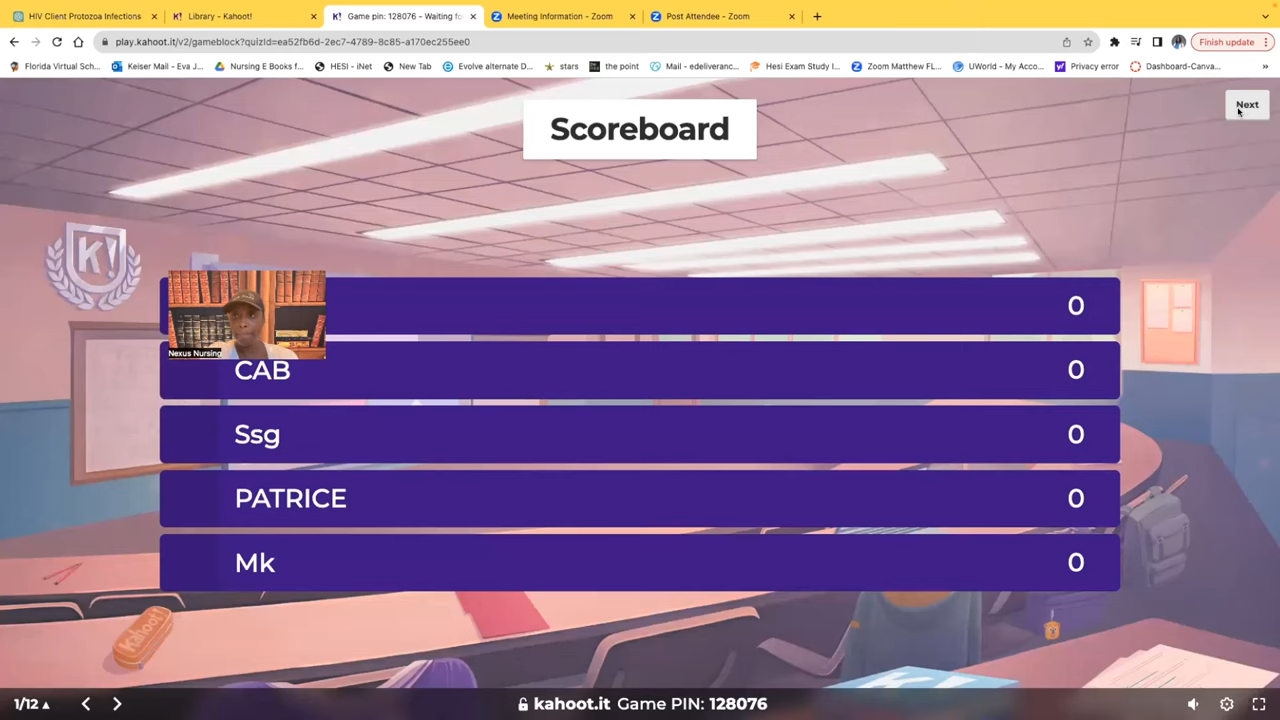 HIV Client Protozoa Infections
Library - Kahoot!
Game pin: 128076 - Waiting fo
Meeting Information - Zoom
Post Attendee - Zoom
play.kahoot.it/v2/gameblock?quizId=ea52fb6d-2ec7-4789-8c85-a170ec255ee0
Finish update
Florida Virtual Sch...
Keiser Mail - Eva J...
Nursing E Books f...
HESI - iNet
New Tab
Evolve alternate D...
stars
the point
Mail - edeliveranc...
Hesi Exam Study I...
Zoom Matthew FL...
UWorld - My Acco...
Privacy error
Dashboard-Canva...
»
Next
Scoreboard
K!
0
Nexus Nursing
CAB 0
Ssg 0
PATRICE 0
Mk 0
Kahoot!
K!
1/12
kahoot.it Game PIN: 128076